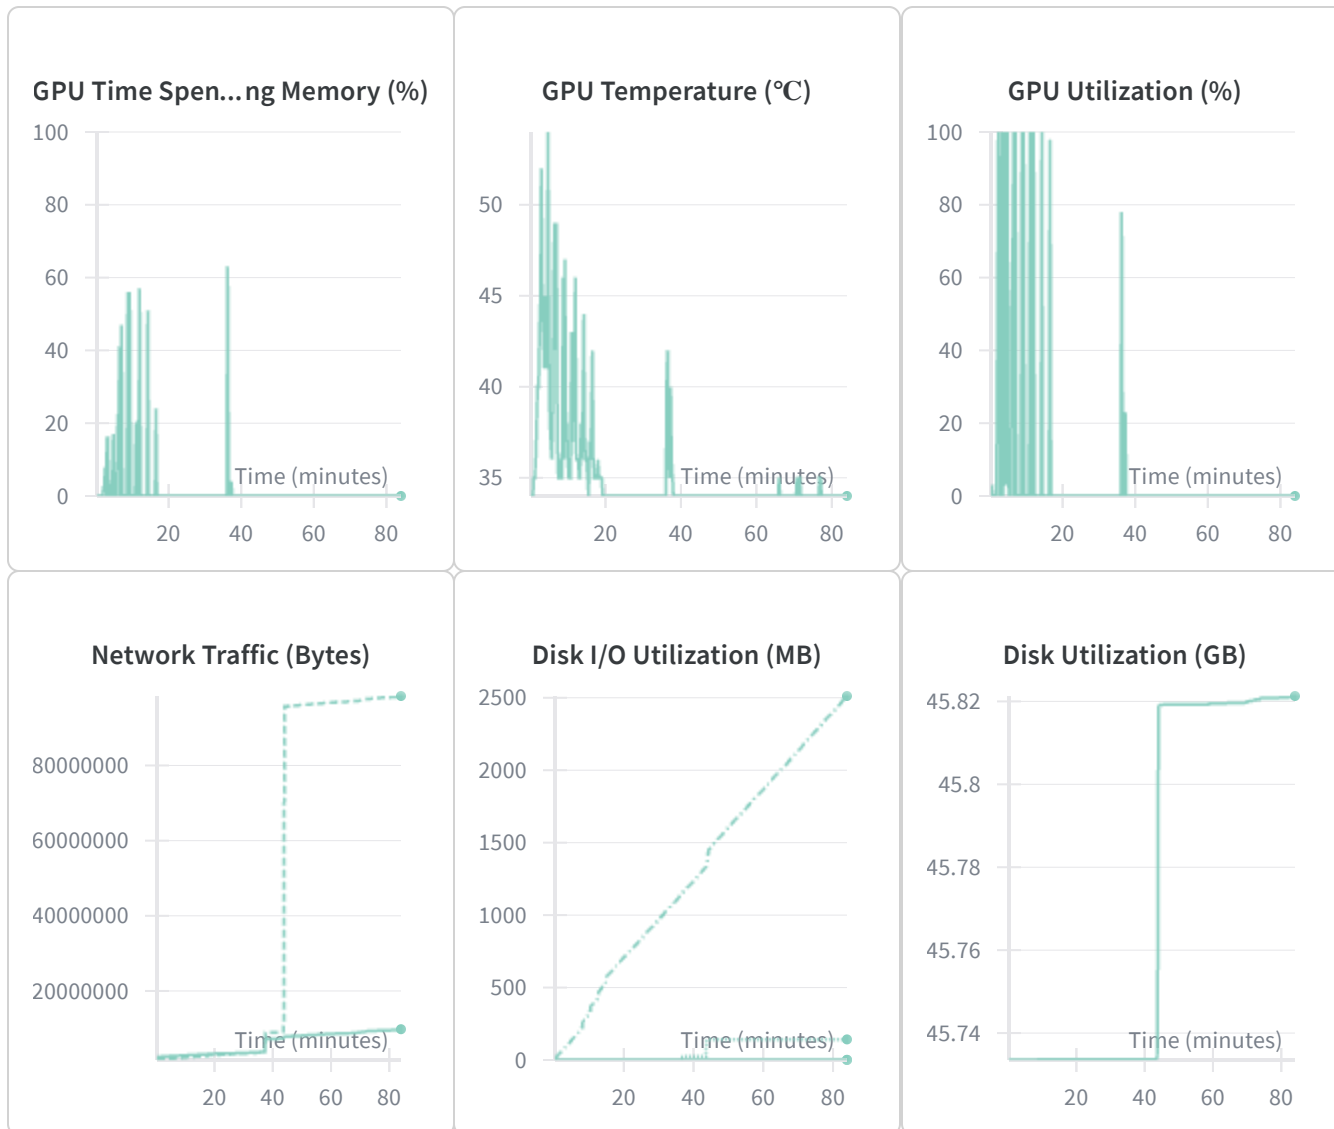 GPU Time Spen...ng Memory (%)
100
80
60
40
20
0
Time (minutes)
20 40 60 80
GPU Temperature (℃)
50
45
40
35
Time (minutes)
20 40 60 80
GPU Utilization (%)
100
80
60
40
20
0
Time (minutes)
20 40 60 80
Network Traffic (Bytes)
80000000
60000000
40000000
20000000
Time (minutes)
20 40 60 80
Disk I/O Utilization (MB)
2500
2000
1500
1000
500
0
Time (minutes)
20 40 60 80
Disk Utilization (GB)
45.82
45.8
45.78
45.76
45.74
Time (minutes)
20 40 60 80